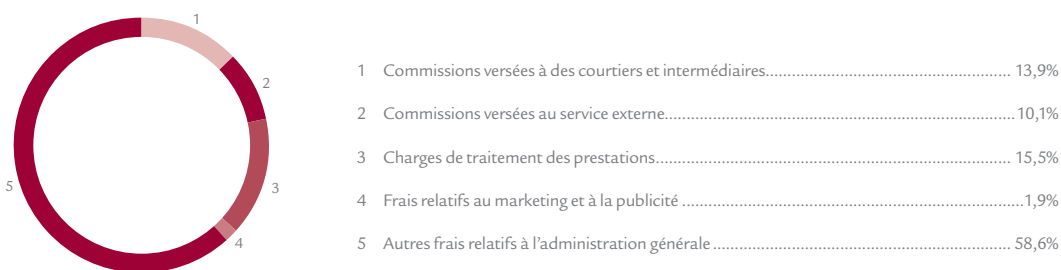 1
2
3
4
5
1 Commissions versées à des courtiers et intermédiaires............................................................ 13,9%
2 Commissions versées au service externe..................................................................................... 10,1%
3 Charges de traitement des prestations....................................................................................... 15,5%
4 Frais relatifs au marketing et à la publicité ..................................................................................1,9%
5 Autres frais relatifs à l’administration générale ......................................................................... 58,6%